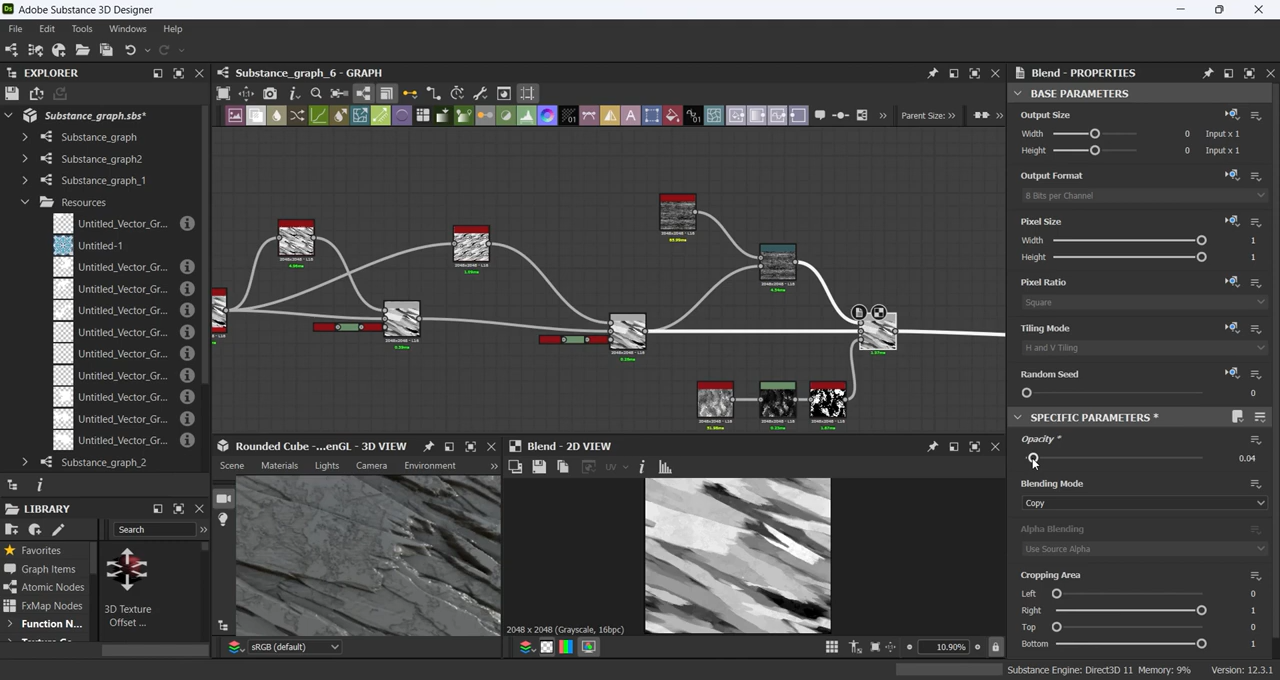 Adobe Substance 3D Designer
File Edit Tools Windows Help
EXPLORER
Substance_graph.sbs*
Substance_graph
Substance_graph2
Substance_graph_1
Resources
Untitled_Vector_Gr...
Untitled-1
Untitled_Vector_Gr...
Untitled_Vector_Gr...
Untitled_Vector_Gr...
Untitled_Vector_Gr...
Untitled_Vector_Gr...
Untitled_Vector_Gr...
Untitled_Vector_Gr...
Untitled_Vector_Gr...
Untitled_Vector_Gr...
Substance_graph_2
LIBRARY
Search
Favorites
Graph Items
Atomic Nodes
FxMap Nodes
Function N...
3D Texture
Offset ...
Substance_graph_6 - GRAPH
Parent Size:
Rounded Cube -...enGL - 3D VIEW
Scene Materials Lights Camera Environment
sRGB (default)
Blend - 2D VIEW
UV
2048 x 2048 (Grayscale, 16bpc)
10.90%
Blend - PROPERTIES
BASE PARAMETERS
Output Size
Width 0 Input x 1
Height 0 Input x 1
Output Format
8 Bits per Channel
Pixel Size
Width 1
Height 1
Pixel Ratio
Square
Tiling Mode
H and V Tiling
Random Seed
0
SPECIFIC PARAMETERS *
Opacity *
0.04
Blending Mode
Copy
Alpha Blending
Use Source Alpha
Cropping Area
Left 0
Right 1
Top 0
Bottom 1
Substance Engine: Direct3D 11 Memory: 9% Version: 12.3.1